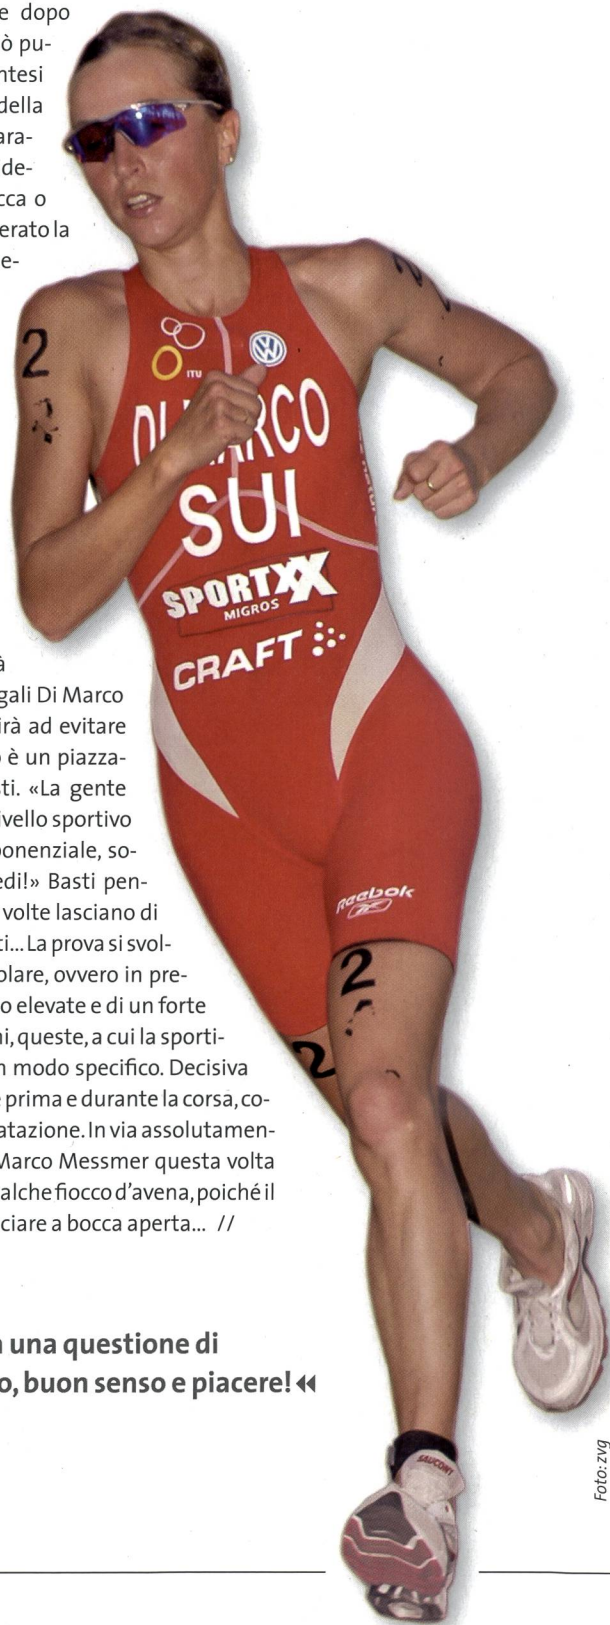 e dopo
ò pu-
ntesi
della
ara-
de-
cca o
erato la
e-
2
2
ITU
DI MARCO
SUI
SPORTXX
MIGROS
CRAFT
à
gali Di Marco
irà ad evitare
è un piazza-
sti. «La gente
ivello sportivo
ponenziale, so-
edi!» Basti pen-
volte lasciano di
ti... La prova si svol-
olare, ovvero in pre-
o elevate e di un forte
ni, queste, a cui la sporti-
n modo specifico. Decisiva
prima e durante la corsa, co-
atazione. In via assolutamen-
Marco Messmer questa volta
alche fiocco d'avena, poiché il
ciare a bocca aperta... //
Reebok
2
2
una questione di
o, buon senso e piacere!
SAUCONY
Foto: zvg